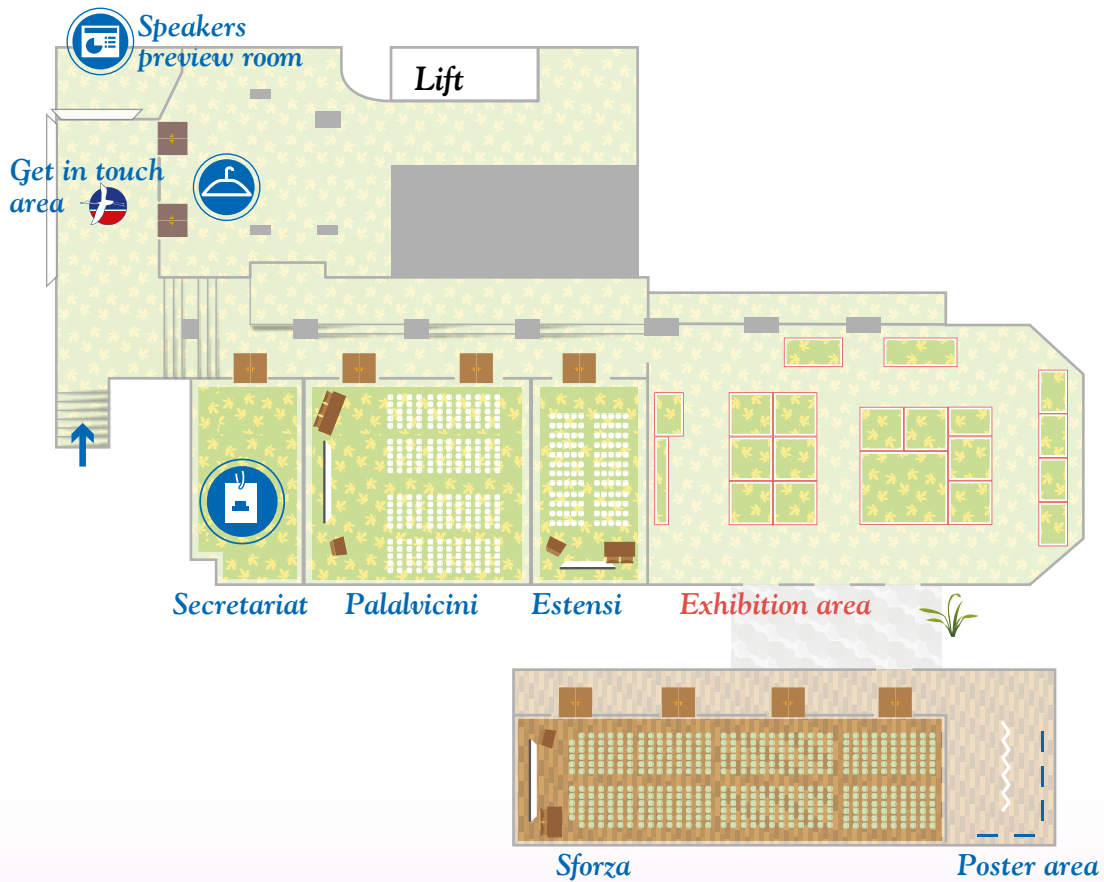 Speakers
preview room
Lift
Get in touch
area
Secretariat
Palalvicini
Estensi
Exhibition area
Sforza
Poster area